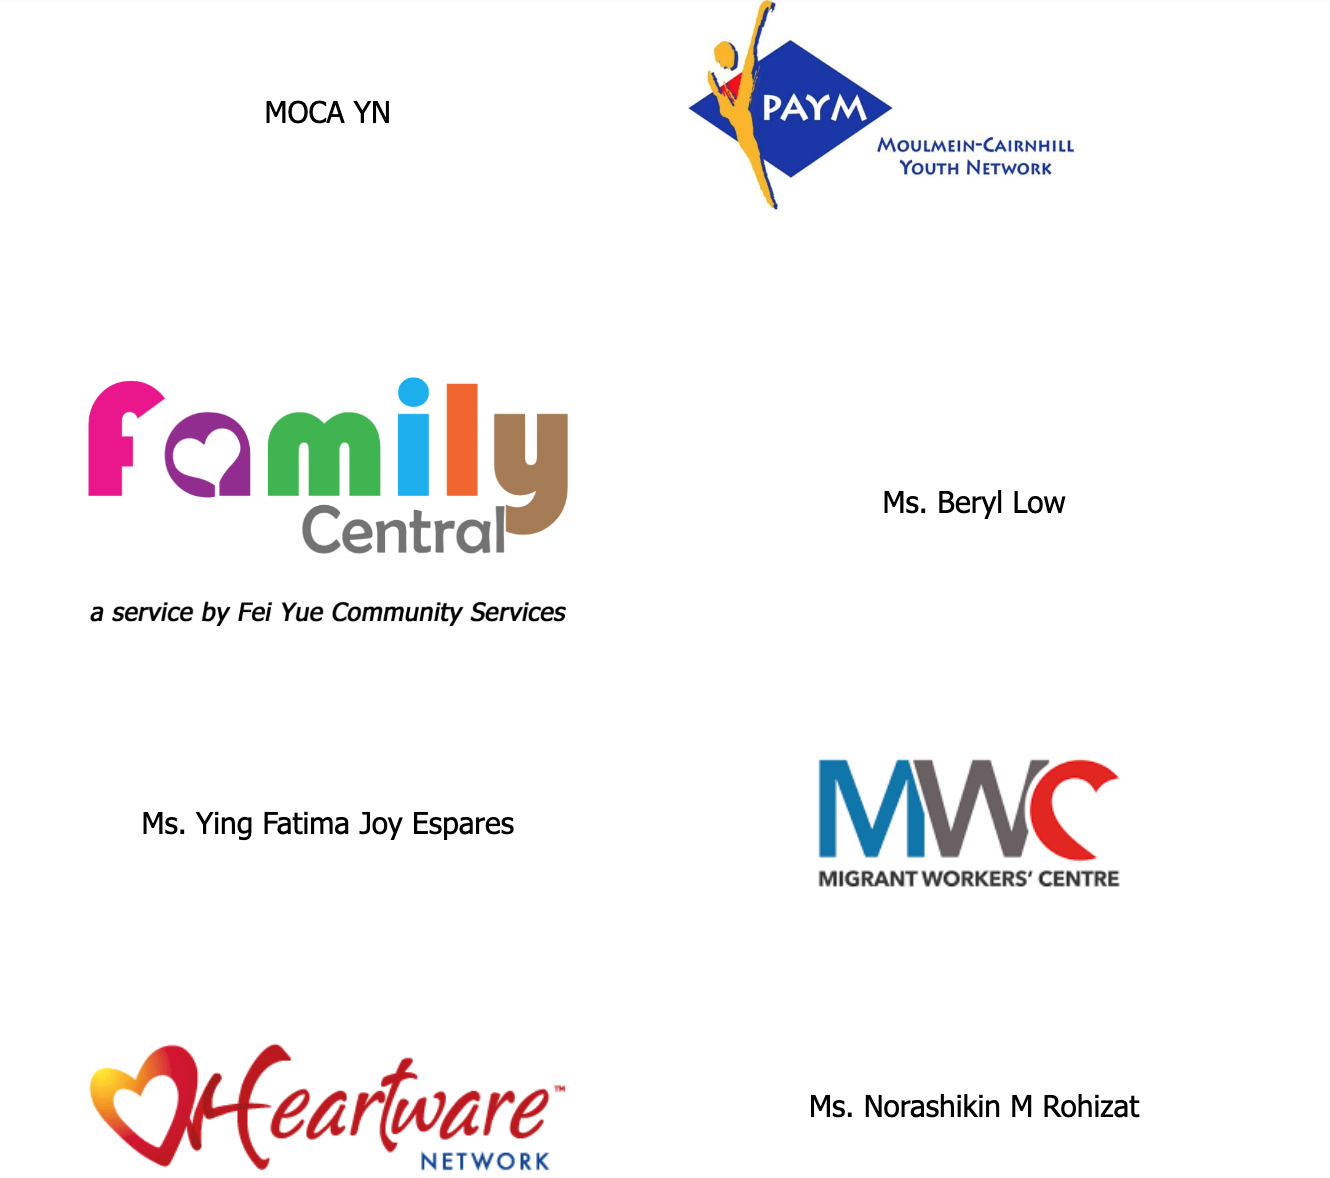 MOCA YN
PAYM
MOULMEIN-CAIRNHILL
YOUTH NETWORK
family
Central
a service by Fei Yue Community Services
Ms. Beryl Low
Ms. Ying Fatima Joy Espares
MWC
MIGRANT WORKERS' CENTRE
Heartware™
NETWORK
Ms. Norashikin M Rohizat